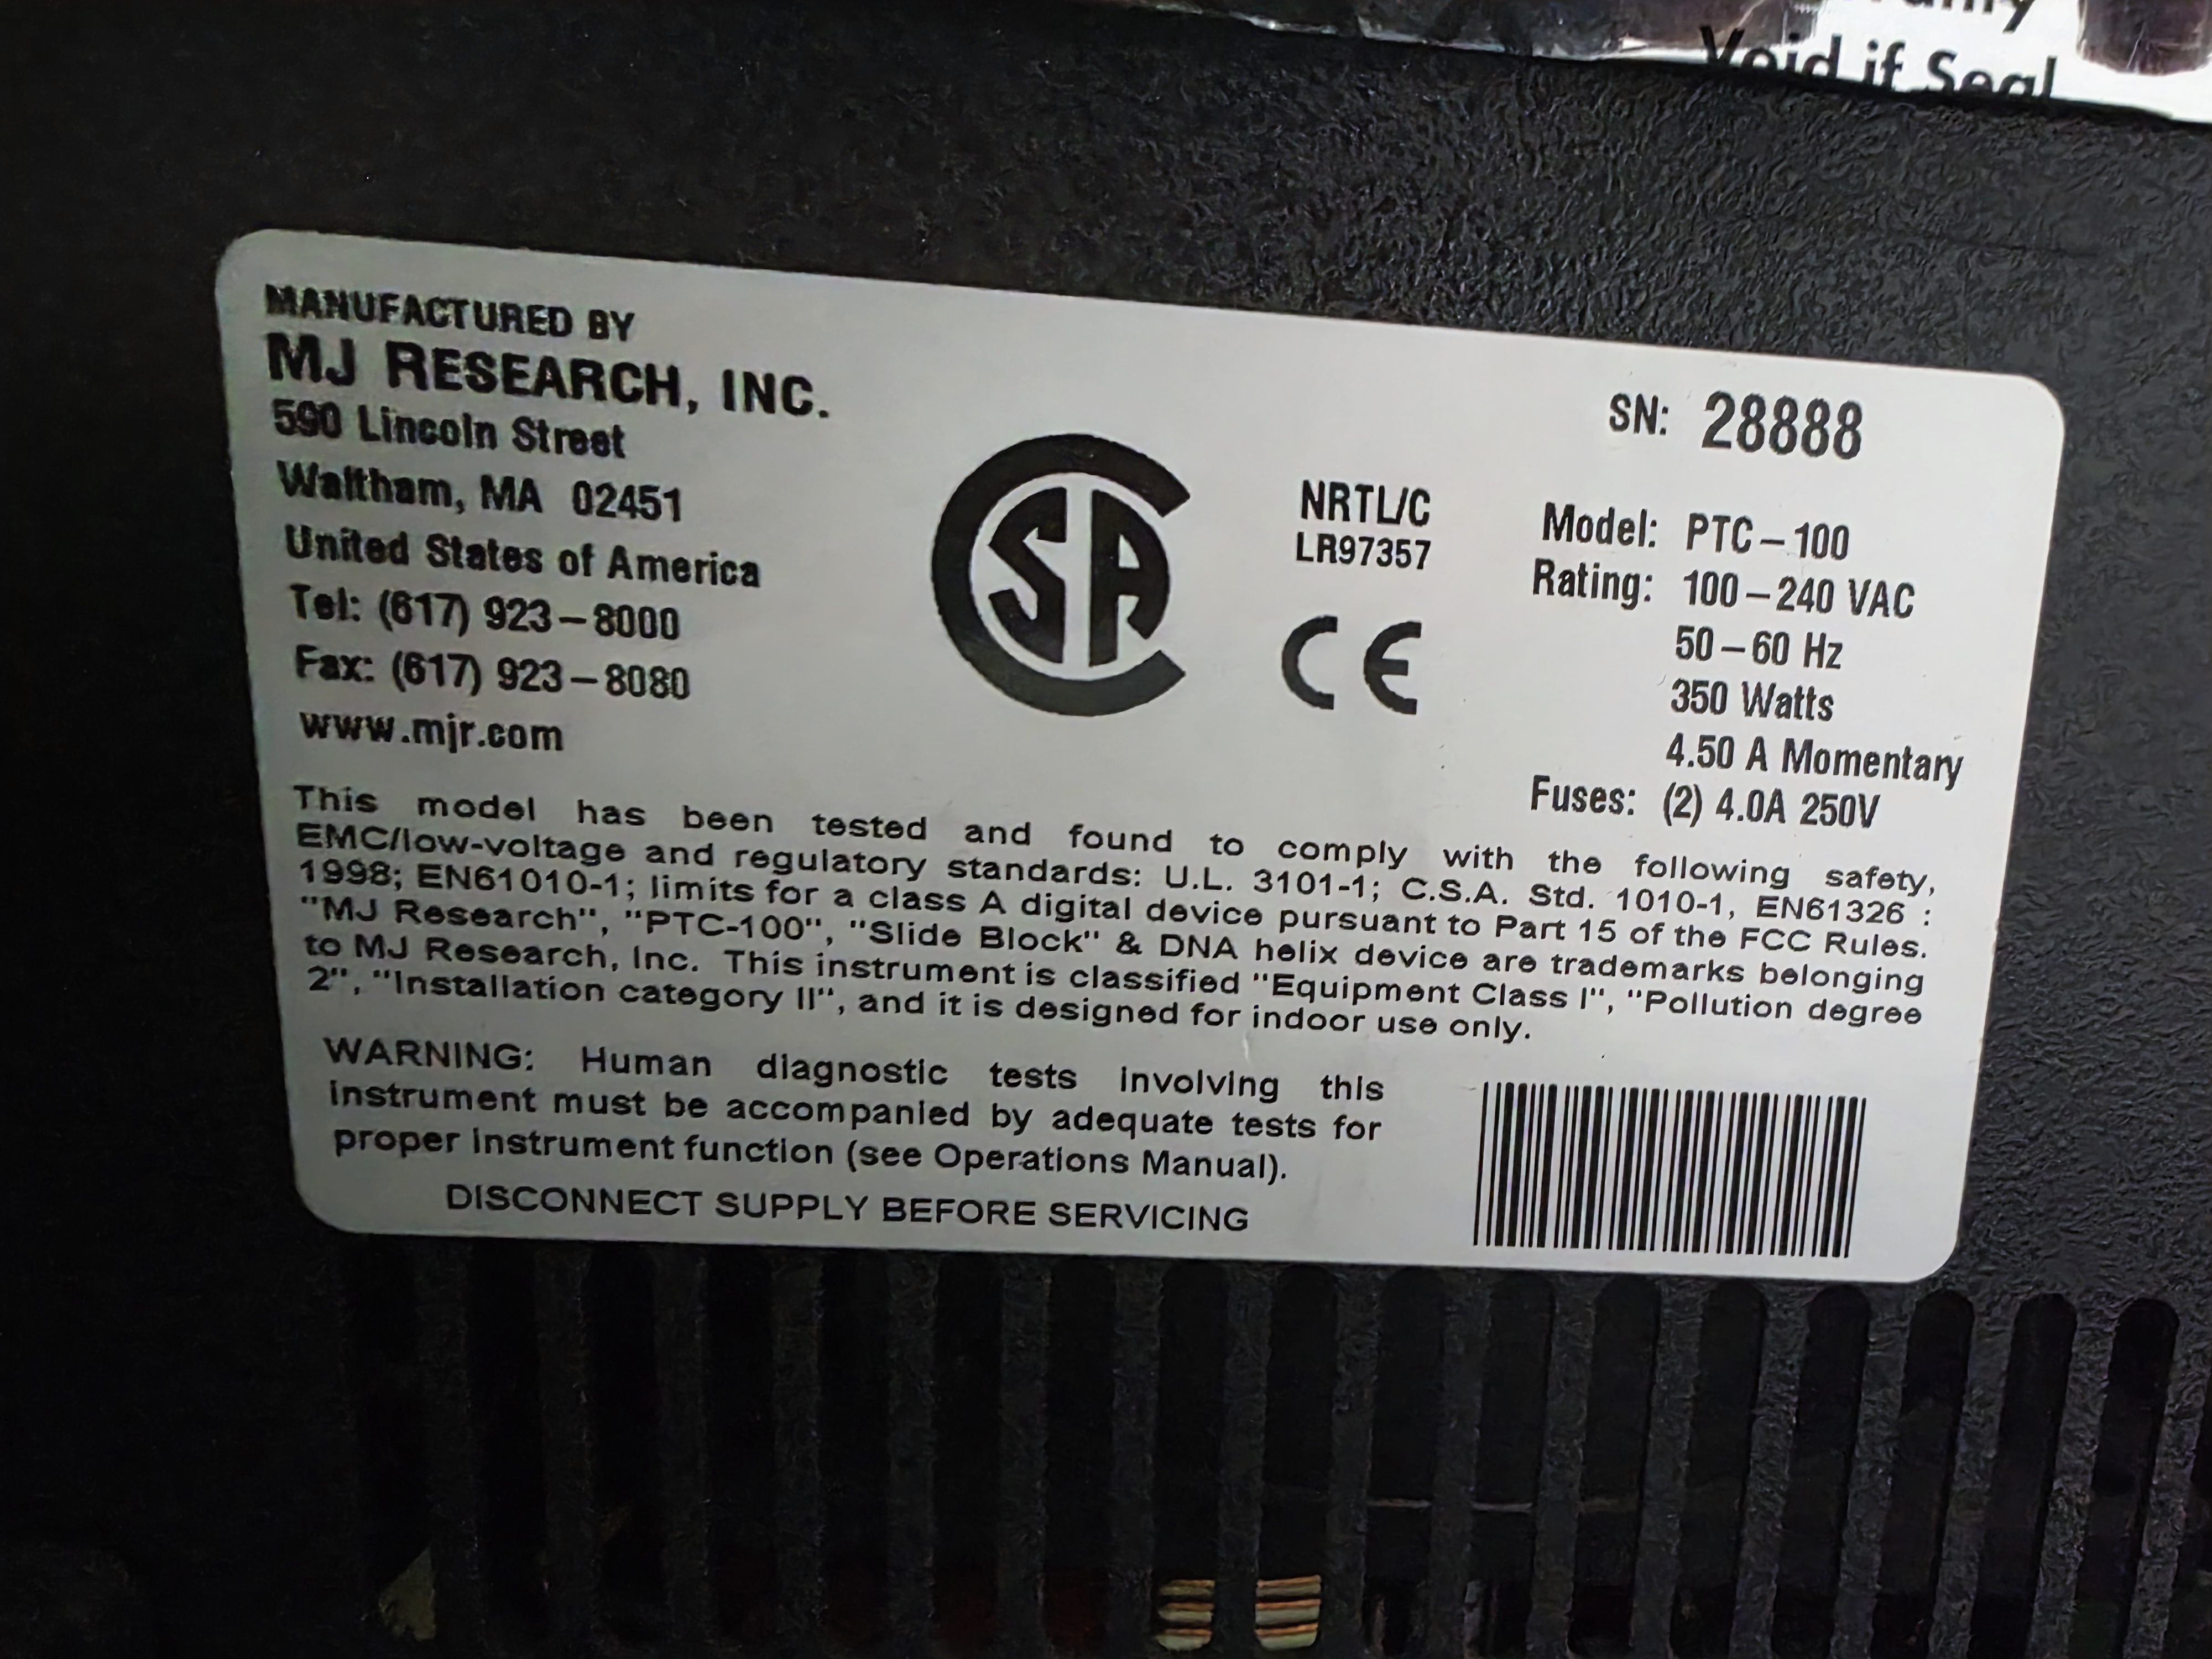 Void if Seal
MANUFACTURED BY
MJ RESEARCH, INC.
590 Lincoln Street
Waltham, MA 02451
United States of America
Tel: (617) 923-8000
Fax: (617) 923-8080
www.mjr.com
CSA
NRTL/C
LR97357
CE
SN: 28888
Model: PTC-100
Rating: 100-240 VAC
50-60 Hz
350 Watts
4.50 A Momentary
Fuses: (2) 4.0A 250V
This model has been tested and found to comply with the following safety,
EMC/low-voltage and regulatory standards: U.L. 3101-1; C.S.A. Std. 1010-1, EN61326 :
1998; EN61010-1; limits for a class A digital device pursuant to Part 15 of the FCC Rules.
"MJ Research", "PTC-100", "Slide Block" & DNA helix device are trademarks belonging
to MJ Research, Inc. This instrument is classified "Equipment Class I", "Pollution degree
2", "Installation category II", and it is designed for indoor use only.
WARNING: Human diagnostic tests involving this
instrument must be accompanied by adequate tests for
proper instrument function (see Operations Manual).
DISCONNECT SUPPLY BEFORE SERVICING